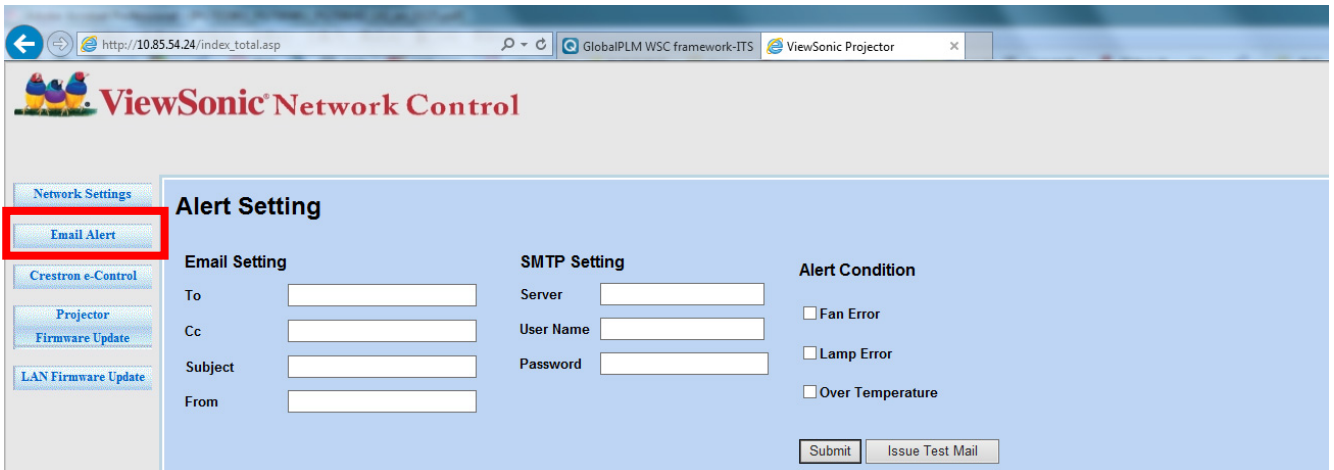 http://10.85.54.24/index_total.asp
GlobalPLM WSC framework-ITS
ViewSonic Projector
ViewSonic® Network Control
Network Settings
Email Alert
Crestron e-Control
Projector
Firmware Update
LAN Firmware Update
Alert Setting
Email Setting
To
Cc
Subject
From
SMTP Setting
Server
User Name
Password
Alert Condition
Fan Error
Lamp Error
Over Temperature
Submit
Issue Test Mail